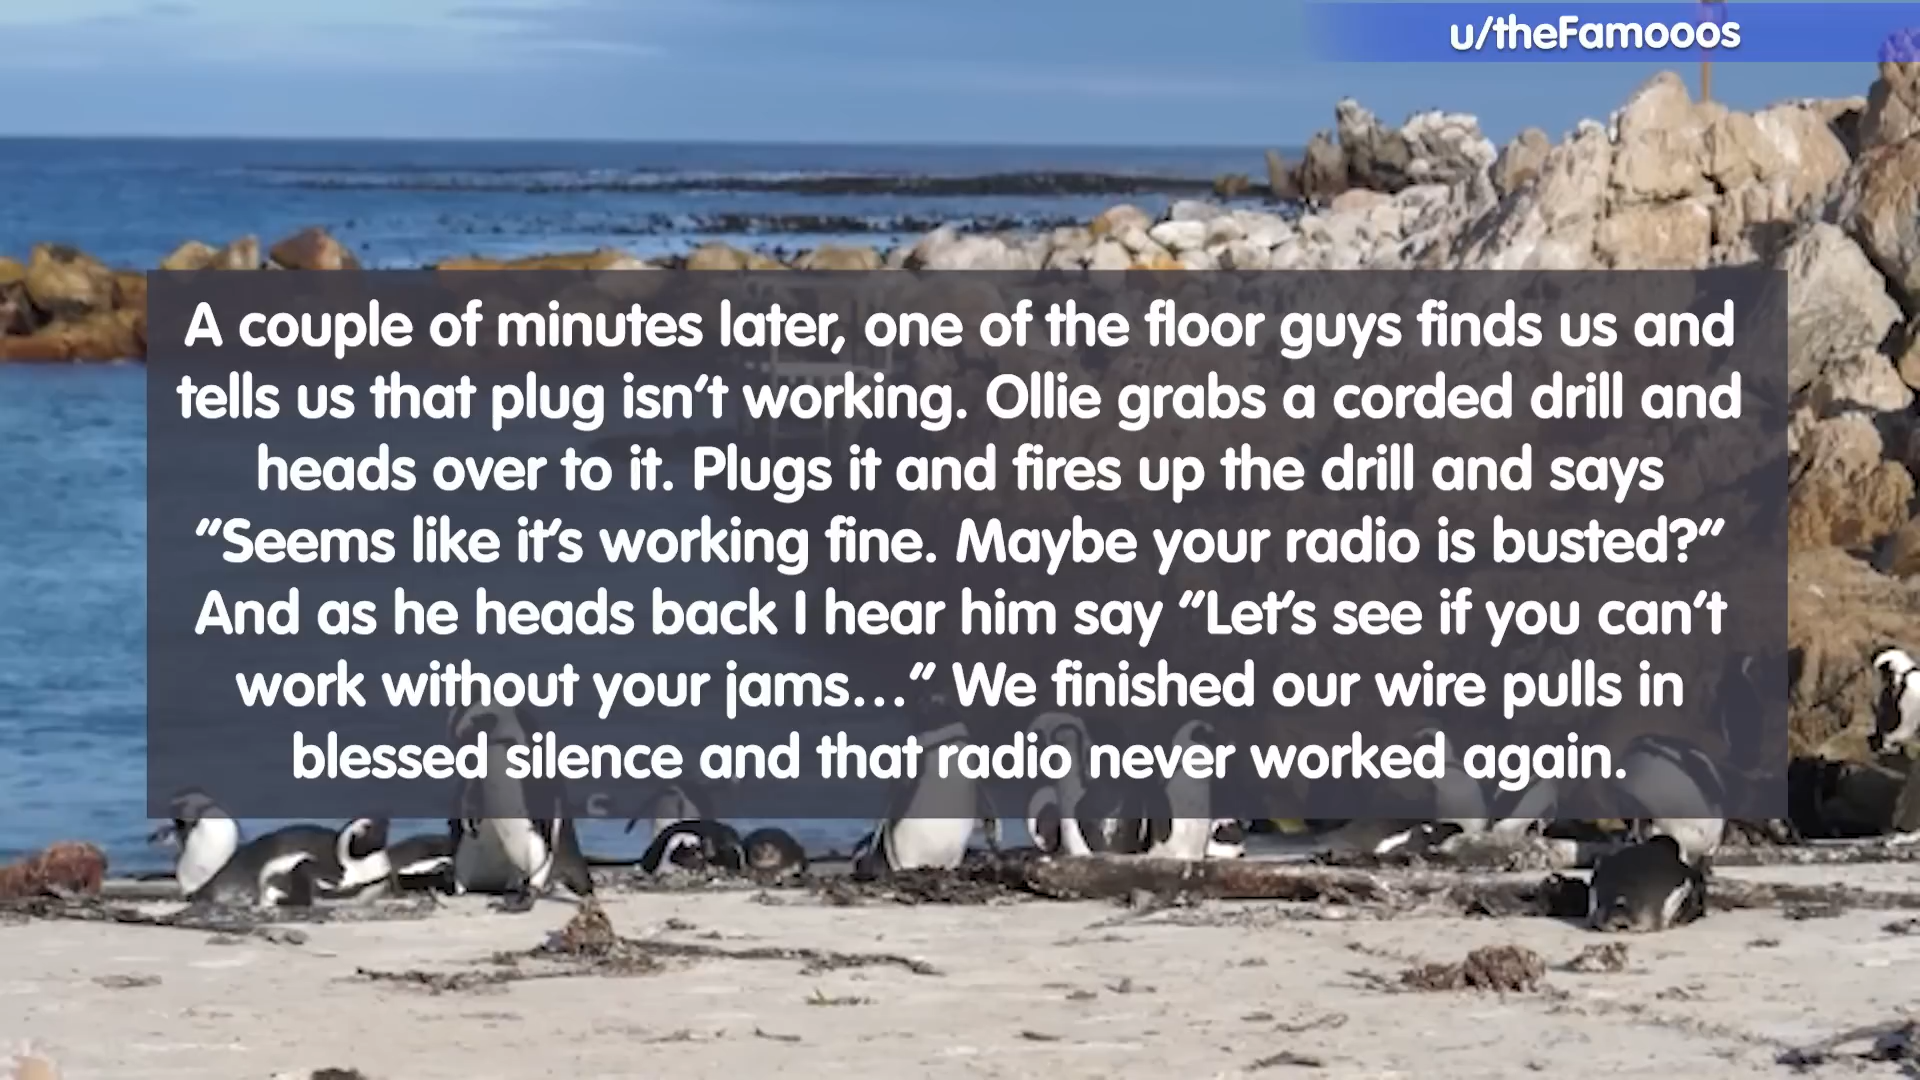 u/theFamooos
A couple of minutes later, one of the floor guys finds us and
tells us that plug isn't working. Ollie grabs a corded drill and
heads over to it. Plugs it and fires up the drill and says
"Seems like it's working fine. Maybe your radio is busted?"
And as he heads back I hear him say "Let's see if you can't
work without your jams..." We finished our wire pulls in
blessed silence and that radio never worked again.